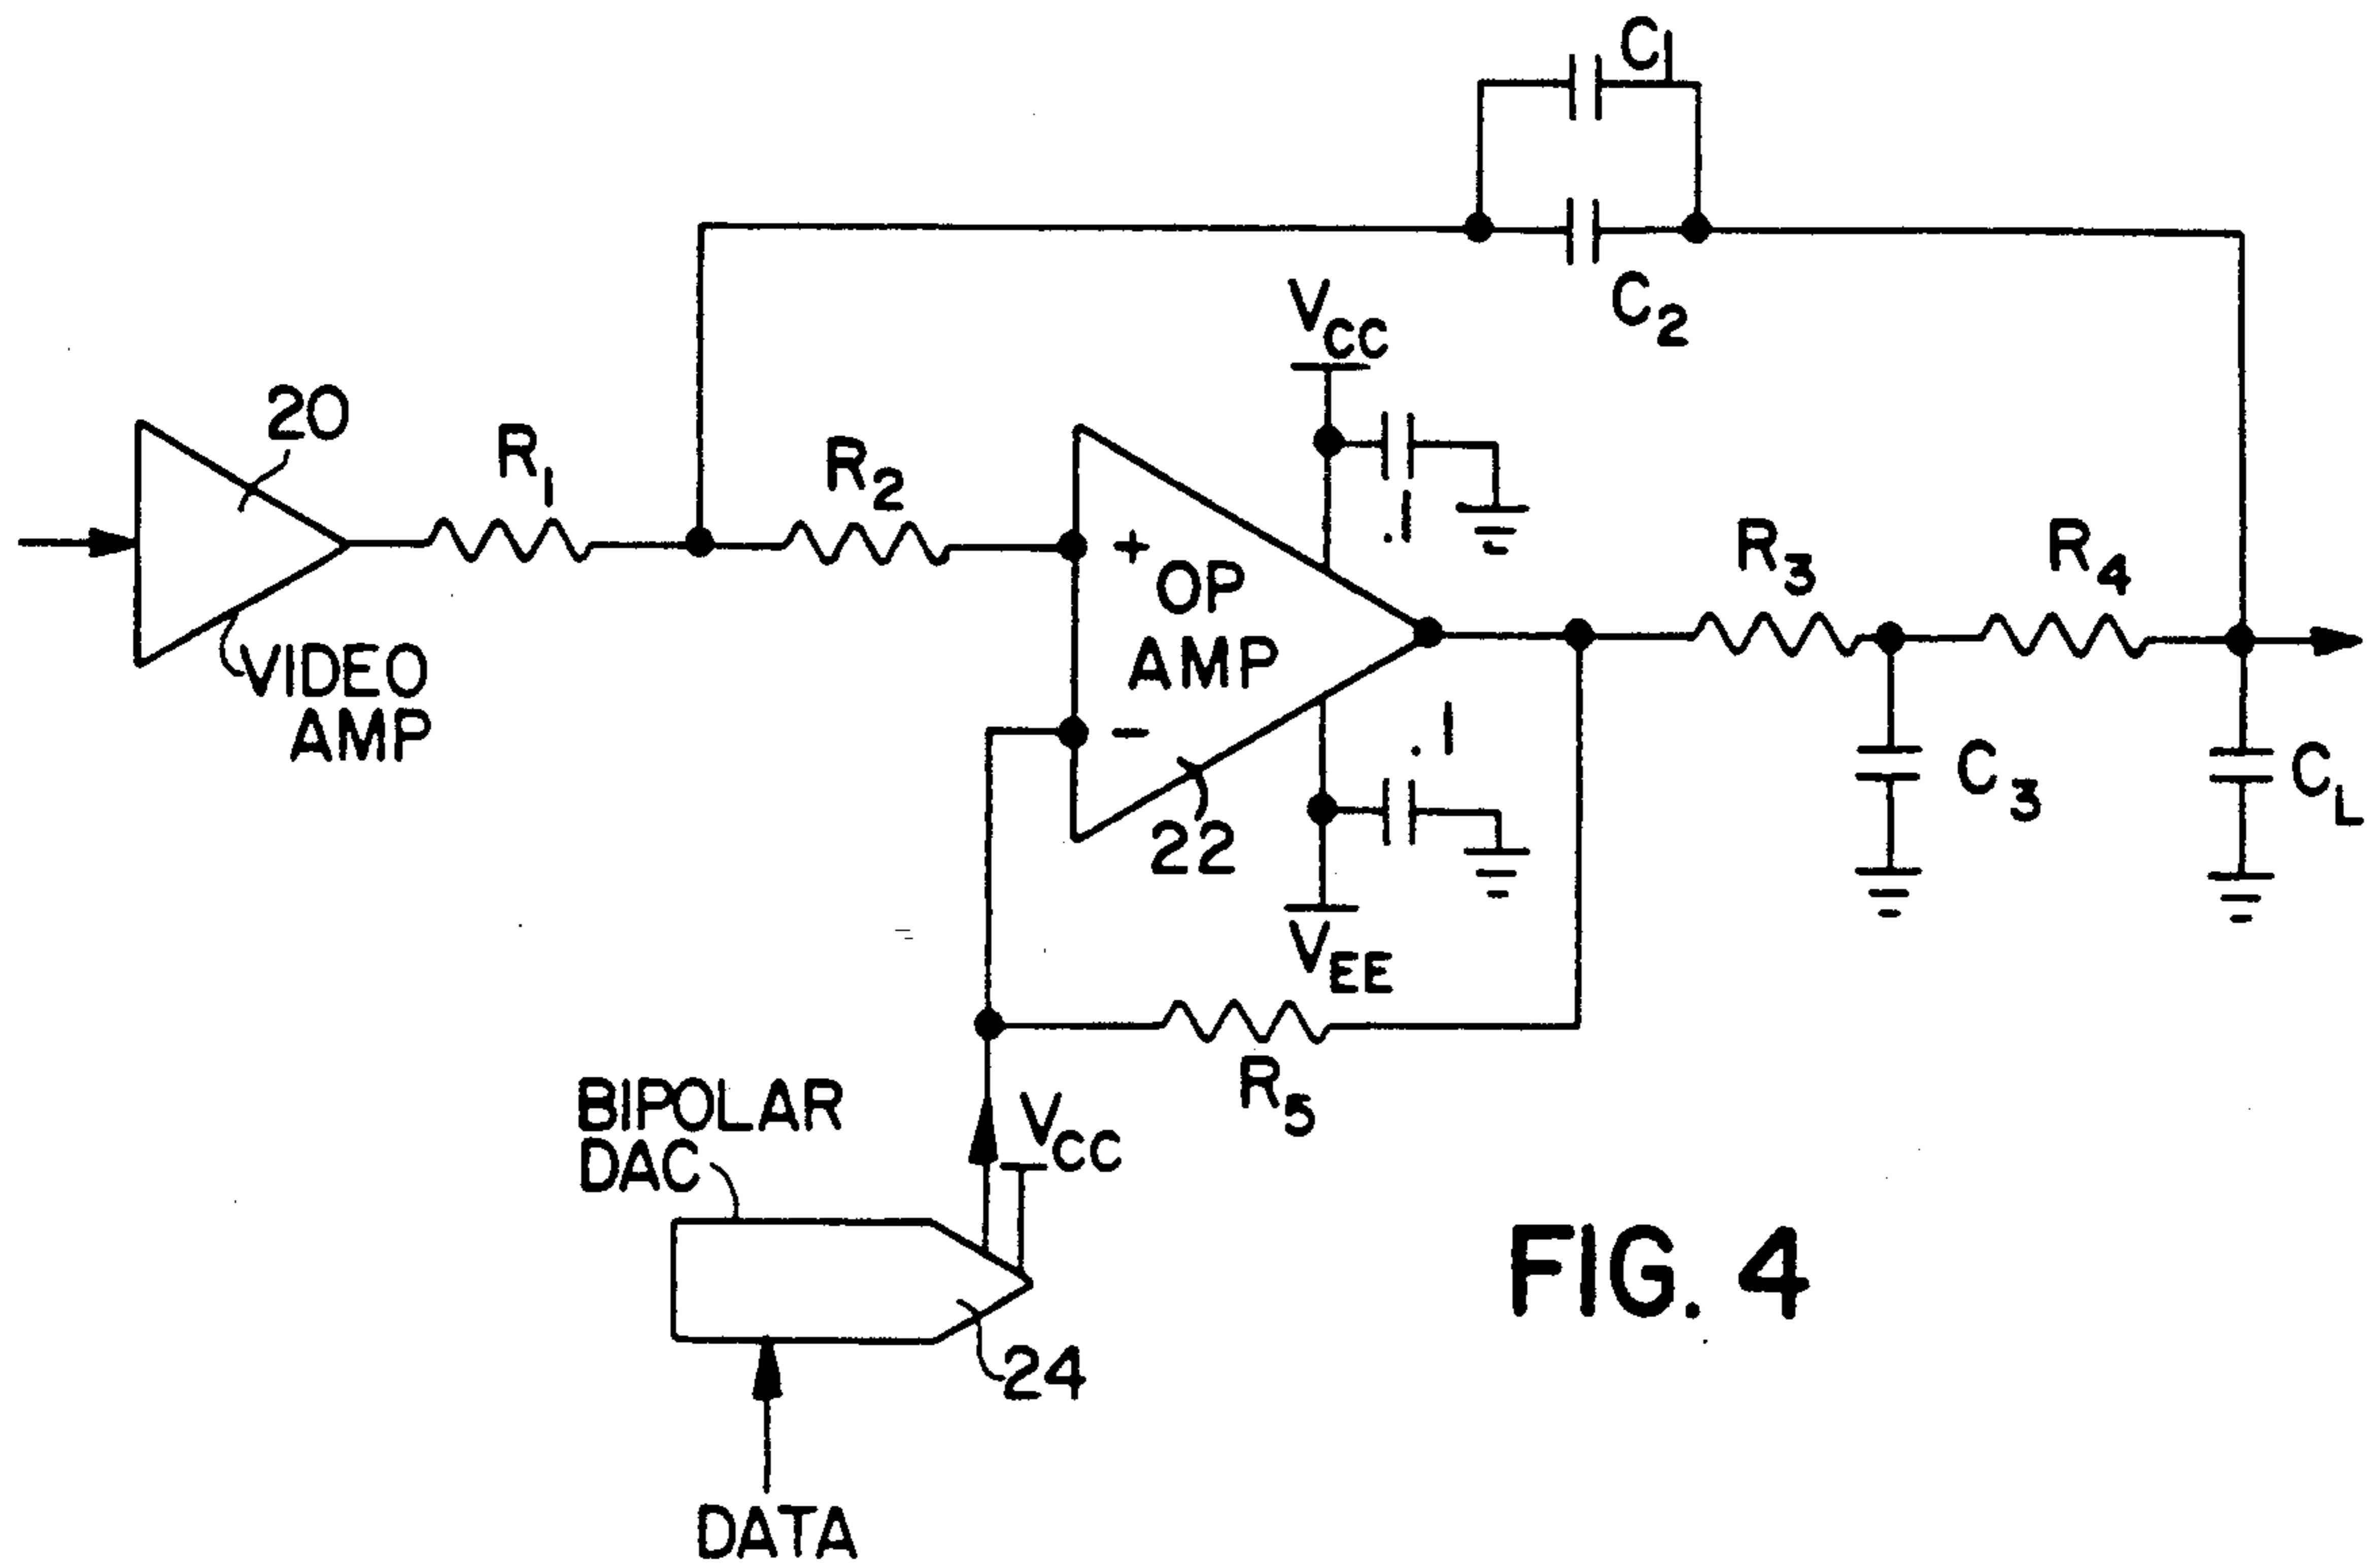 C1
C2
VCC
20
R1
R2
.1
+
OP
AMP
-
R3
R4
VIDEO
AMP
.1
C3
CL
22
VEE
R5
BIPOLAR
DAC
VCC
24
DATA
FIG. 4